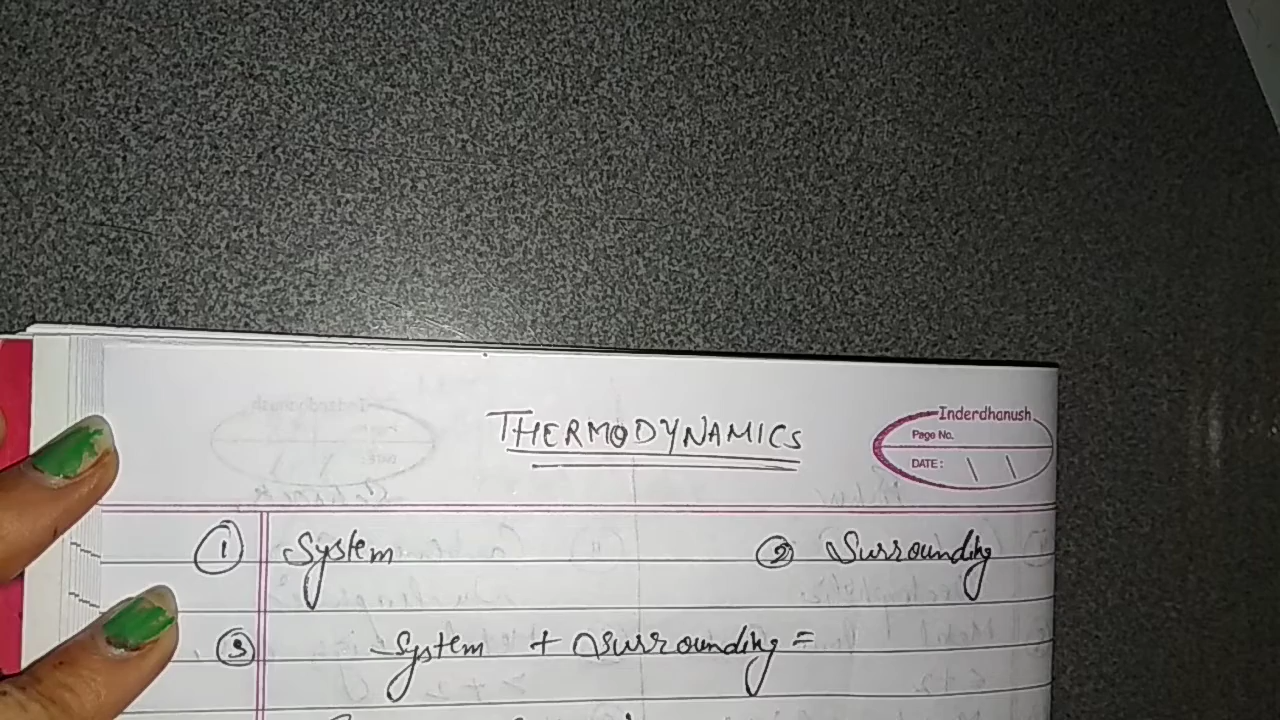 Inderdhanush
THERMODYNAMICS
Page No.
DATE:
① System ② Surrounding
③ System + Surrounding =